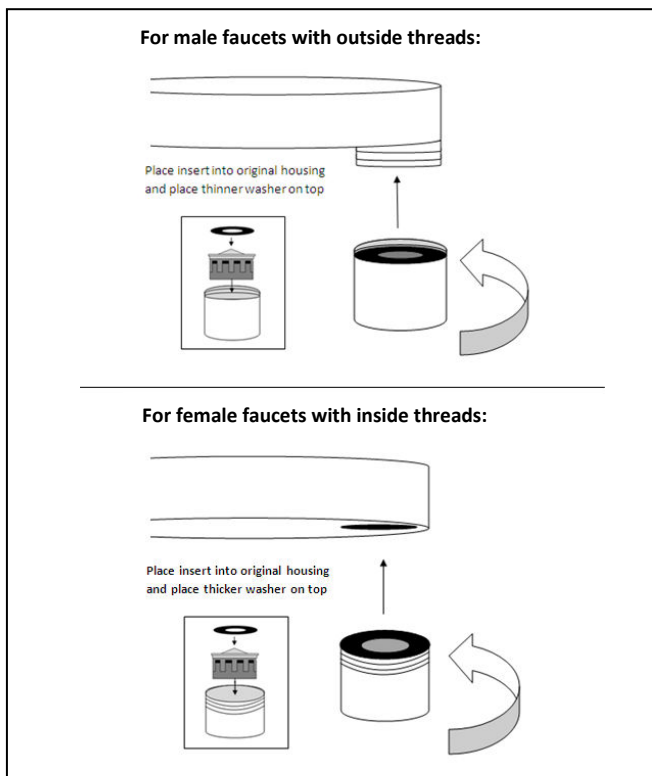 For male faucets with outside threads:
Place insert into original housing
and place thinner washer on top
For female faucets with inside threads:
Place insert into original housing
and place thicker washer on top